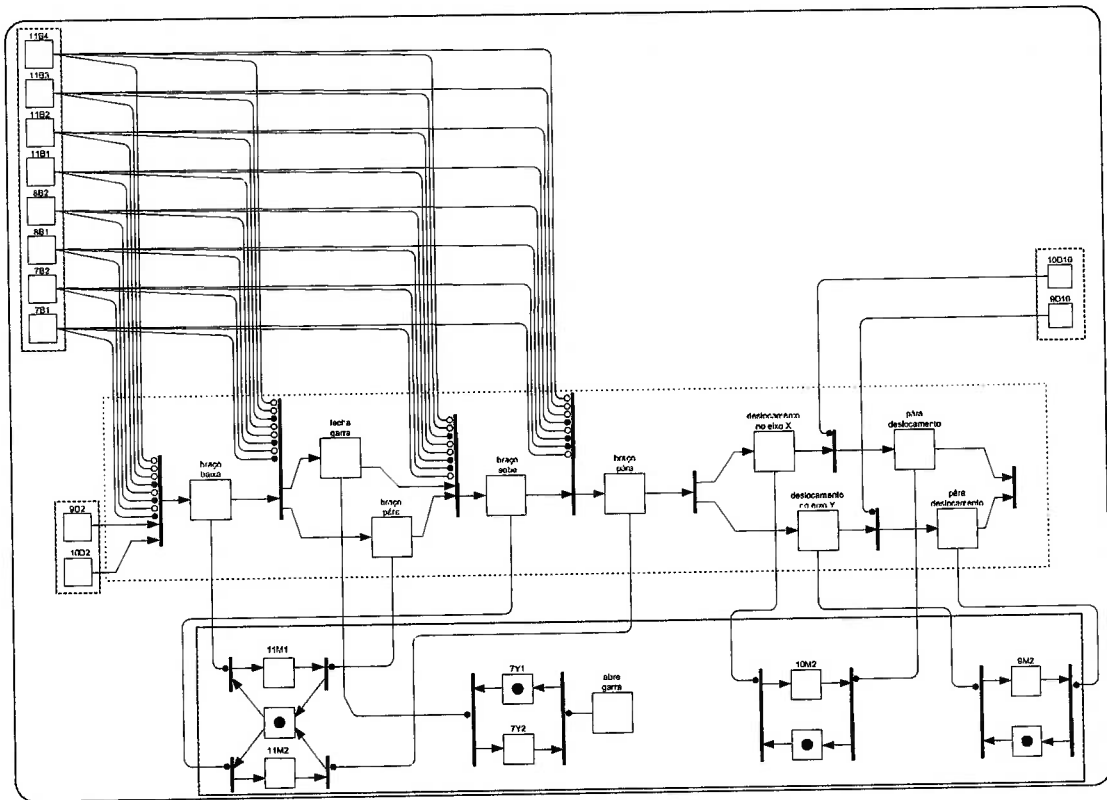 11B4
11B3
11B2
11B1
8B2
8B1
7B2
7B1
10D10
9D10
fecha
garra
deslocamento
no eixo X
pára
deslocamento
braço
baixa
braço
sobe
braço
pára
9D2
braço
pára
deslocamento
no eixo Y
pára
deslocamento
10D2
11M1
7Y1
abre
garra
10M2
9M2
7Y2
11M2